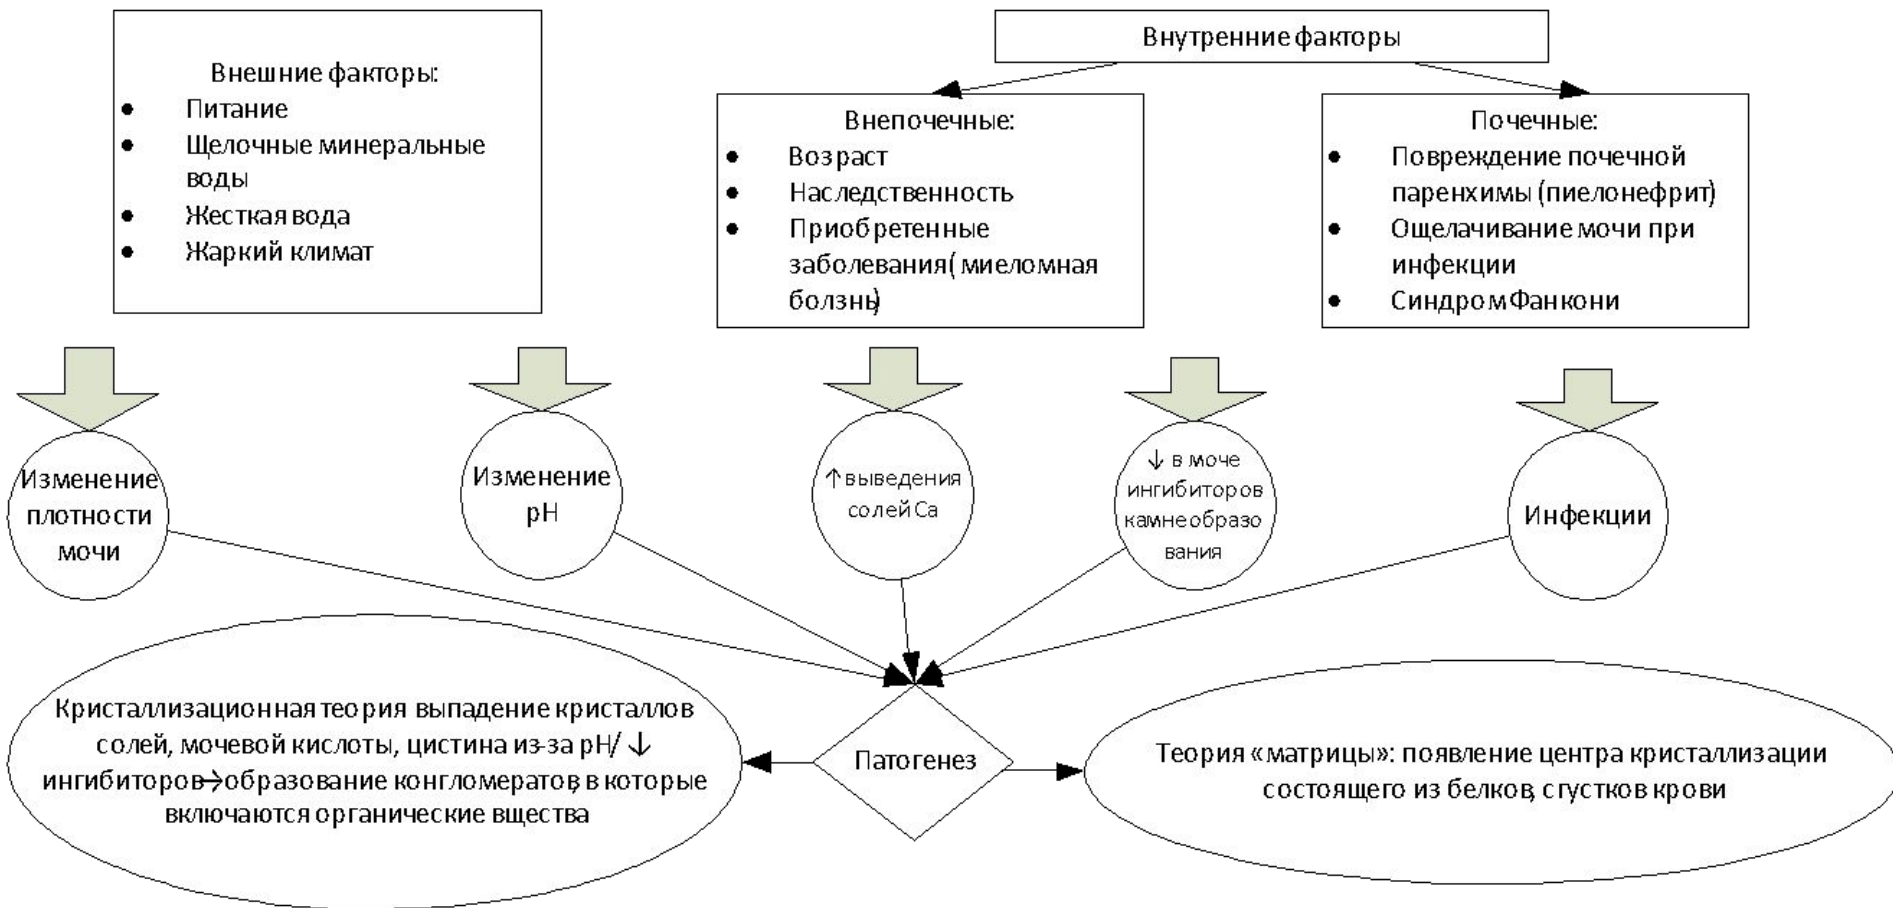 Внешние факторы:
● Питание
● Щелочные минеральные
воды
● Жесткая вода
● Жаркий климат
Внутренние факторы
Внепочечные:
● Возраст
● Наследственность
● Приобретенные
заболевания( миеломная
болзнь)
Почечные:
● Повреждение почечной
паренхимы (пиелонефрит)
● Ощелачивание мочи при
инфекции
● Синдром Фанкони
Изменение
плотности
мочи
Изменение
pH
↑ выведения
солей Ca
↓ в моче
ингибиторов
камнеобразо
вания
Инфекции
Кристаллизационная теория выпадение кристаллов
солей, мочевой кислоты, цистина из-за pH/ ↓
ингибиторов→образование конгломератов, в которые
включаются органические вщества
Патогенез
Теория «матрицы»: появление центра кристаллизации
состоящего из белков, сгустков крови